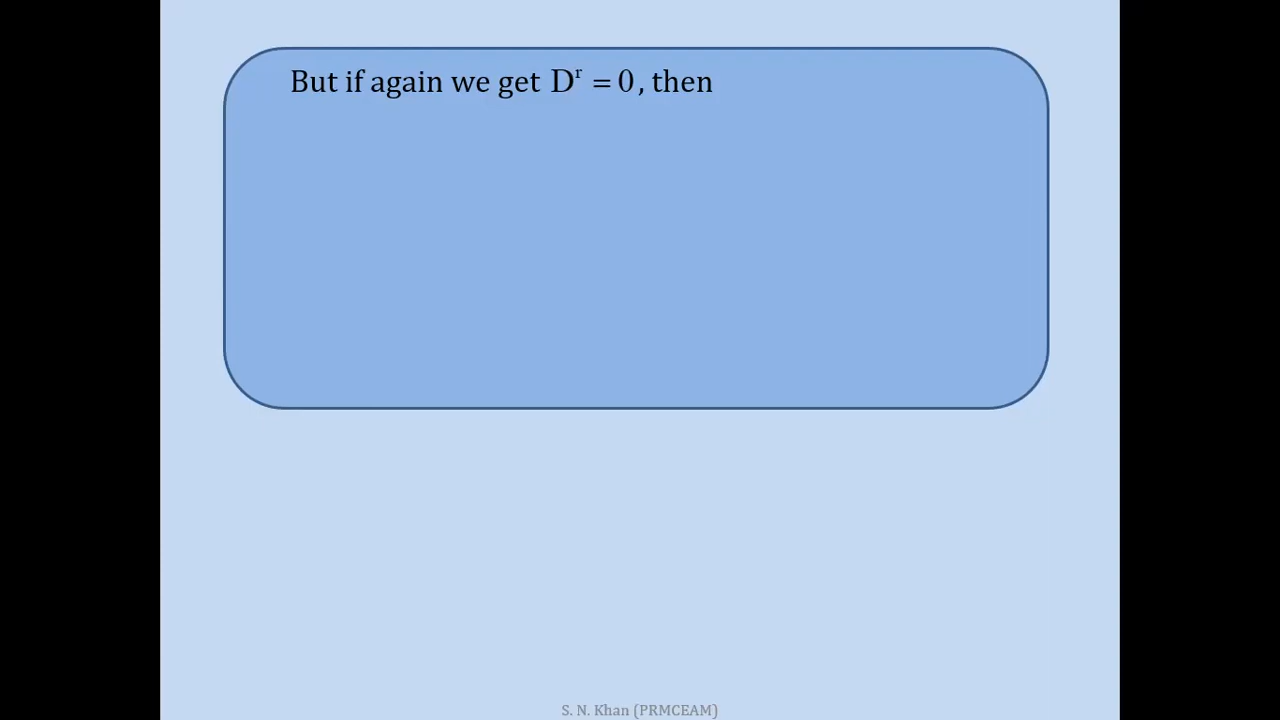 But if again we get Dʳ = 0, then
S. N. Khan (PRMCEAM)